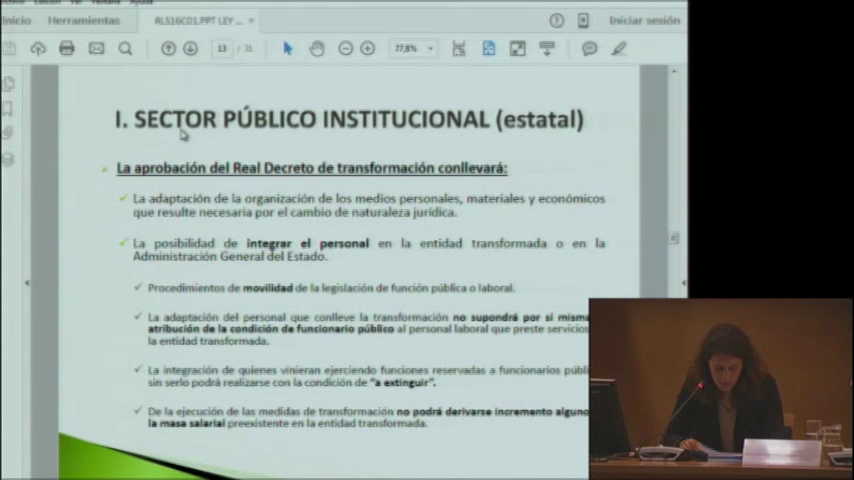 Inicio Herramientas RLS16C01.PPT LEY ... × Iniciar sesión
13 / 31 77,8%
I. SECTOR PÚBLICO INSTITUCIONAL (estatal)
La aprobación del Real Decreto de transformación conllevará:
La adaptación de la organización de los medios personales, materiales y económicos
que resulte necesaria por el cambio de naturaleza jurídica.
La posibilidad de integrar el personal en la entidad transformada o en la
Administración General del Estado.
Procedimientos de movilidad de la legislación de función pública o laboral.
La adaptación del personal que conlleve la transformación no supondrá por sí misma
atribución de la condición de funcionario público al personal laboral que preste servicios
la entidad transformada.
La integración de quienes vinieran ejerciendo funciones reservadas a funcionarios públi
sin serlo podrá realizarse con la condición de "a extinguir".
De la ejecución de las medidas de transformación no podrá derivarse incremento alguno
la masa salarial preexistente en la entidad transformada.